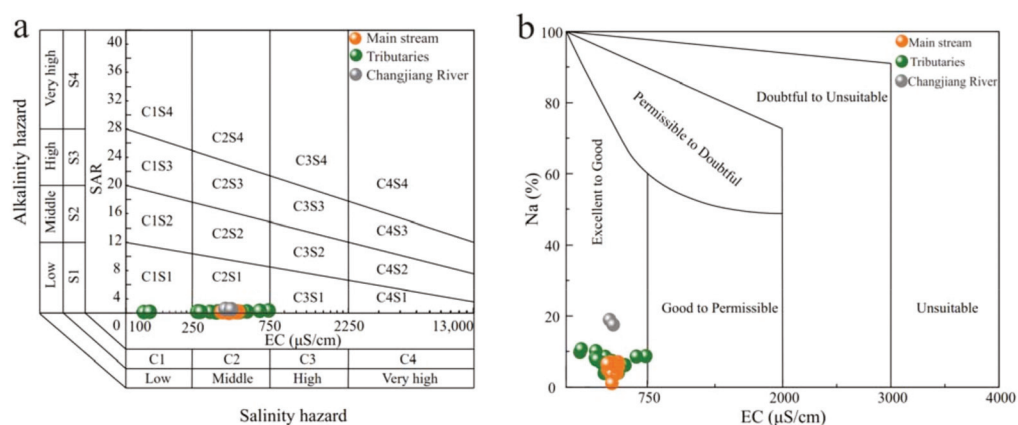 a
Alkalinity hazard
Very high
High
Middle
Low
S4
S3
S2
S1
SAR
40
36
32
28
24
20
16
12
8
4
0
Main stream
Tributaries
Changjiang River
C1S4
C2S4
C3S4
C4S4
C1S3
C2S3
C3S3
C4S3
C1S2
C2S2
C3S2
C4S2
C1S1
C2S1
C3S1
C4S1
100 250 750 2250 13,000
EC (μS/cm)
C1 C2 C3 C4
Low Middle High Very high
Salinity hazard
b
Na (%)
100
80
60
40
20
0
Main stream
Tributaries
Changjiang River
Excellent to Good
Permissible to Doubtful
Doubtful to Unsuitable
Good to Permissible
Unsuitable
750 2000 3000 4000
EC (μS/cm)